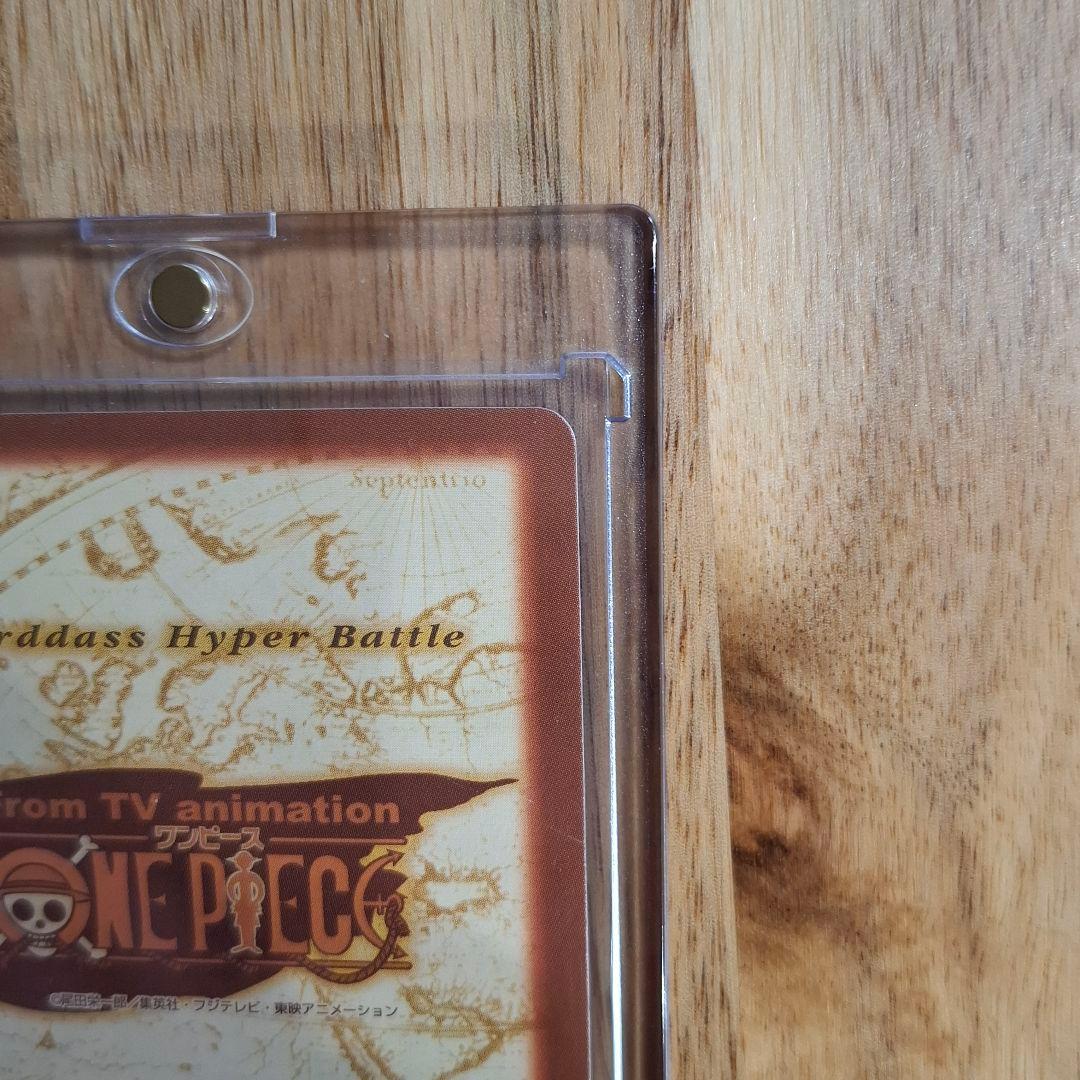 Septentrio
rddass Hyper Battle
From TV animation
ワンピース
ONE PIECE
©尾田栄一郎／集英社・フジテレビ・東映アニメーション